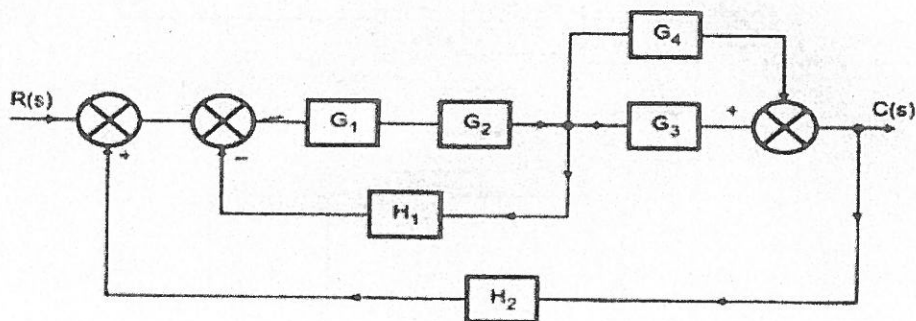 G₄
R(s) G₁ G₂ G₃ + C(s)
+ −
H₁
H₂